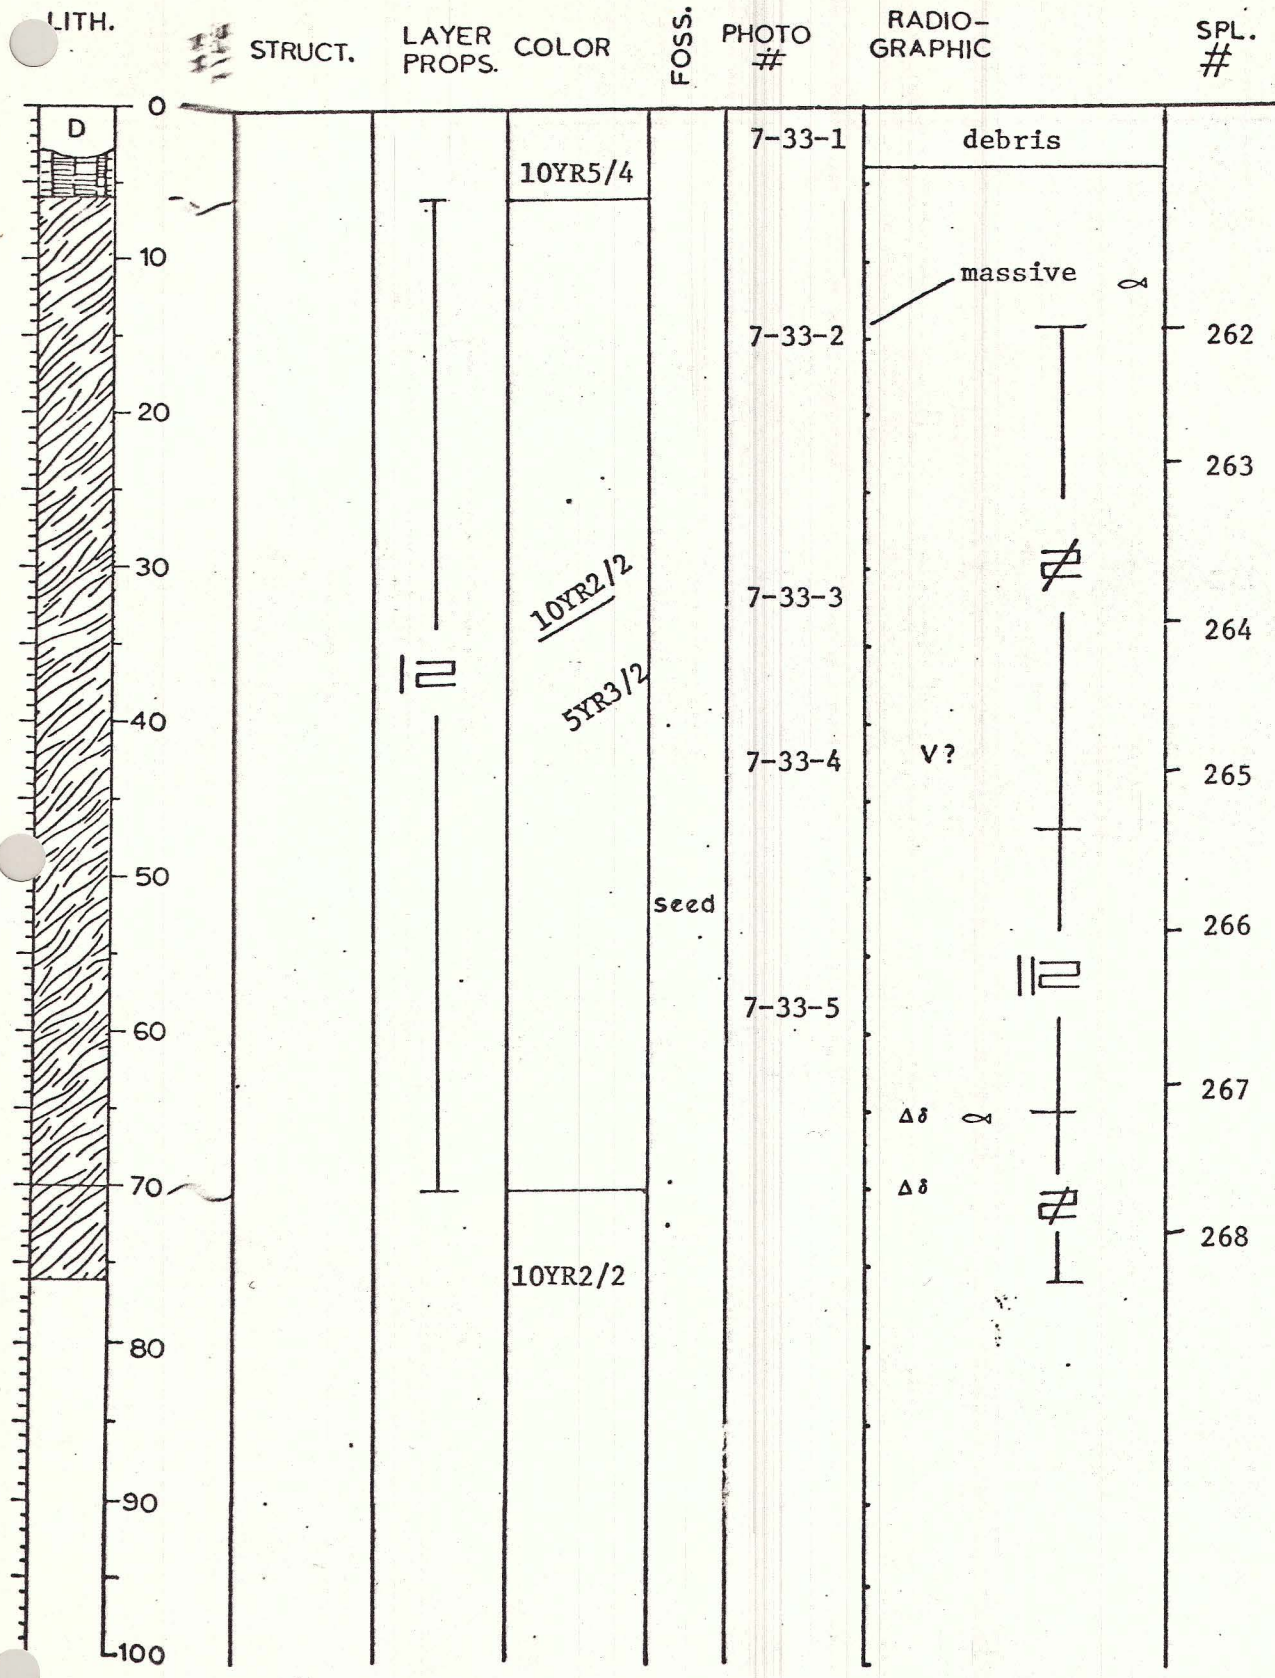 LITH.
STRUCT.
LAYER PROPS.
COLOR
FOSS.
PHOTO #
RADIO-
GRAPHIC
SPL.
#
0
D
7-33-1
debris
10YR5/4
10
massive
7-33-2
262
20
263
30
10YR2/2
7-33-3
264
5YR3/2
40
7-33-4
V?
265
50
seed
266
7-33-5
60
267
Δδ
70
Δδ
268
10YR2/2
80
90
100